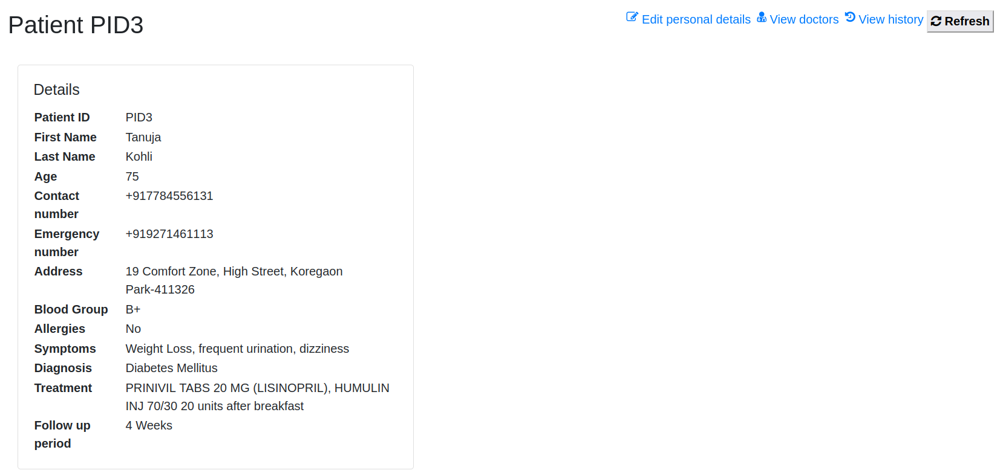 Patient PID3
Edit personal details View doctors View history Refresh
Details
Patient ID PID3
First Name Tanuja
Last Name Kohli
Age 75
Contact +917784556131
number
Emergency +919271461113
number
Address 19 Comfort Zone, High Street, Koregaon
Park-411326
Blood Group B+
Allergies No
Symptoms Weight Loss, frequent urination, dizziness
Diagnosis Diabetes Mellitus
Treatment PRINIVIL TABS 20 MG (LISINOPRIL), HUMULIN
INJ 70/30 20 units after breakfast
Follow up 4 Weeks
period